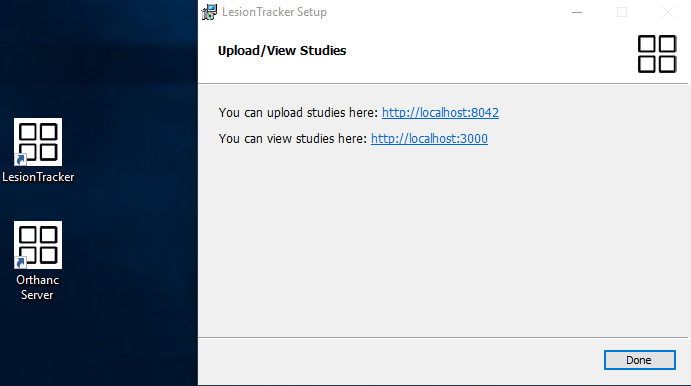 LesionTracker Setup
Upload/View Studies
You can upload studies here: http://localhost:8042
You can view studies here: http://localhost:3000
LesionTracker
Orthanc
Server
Done